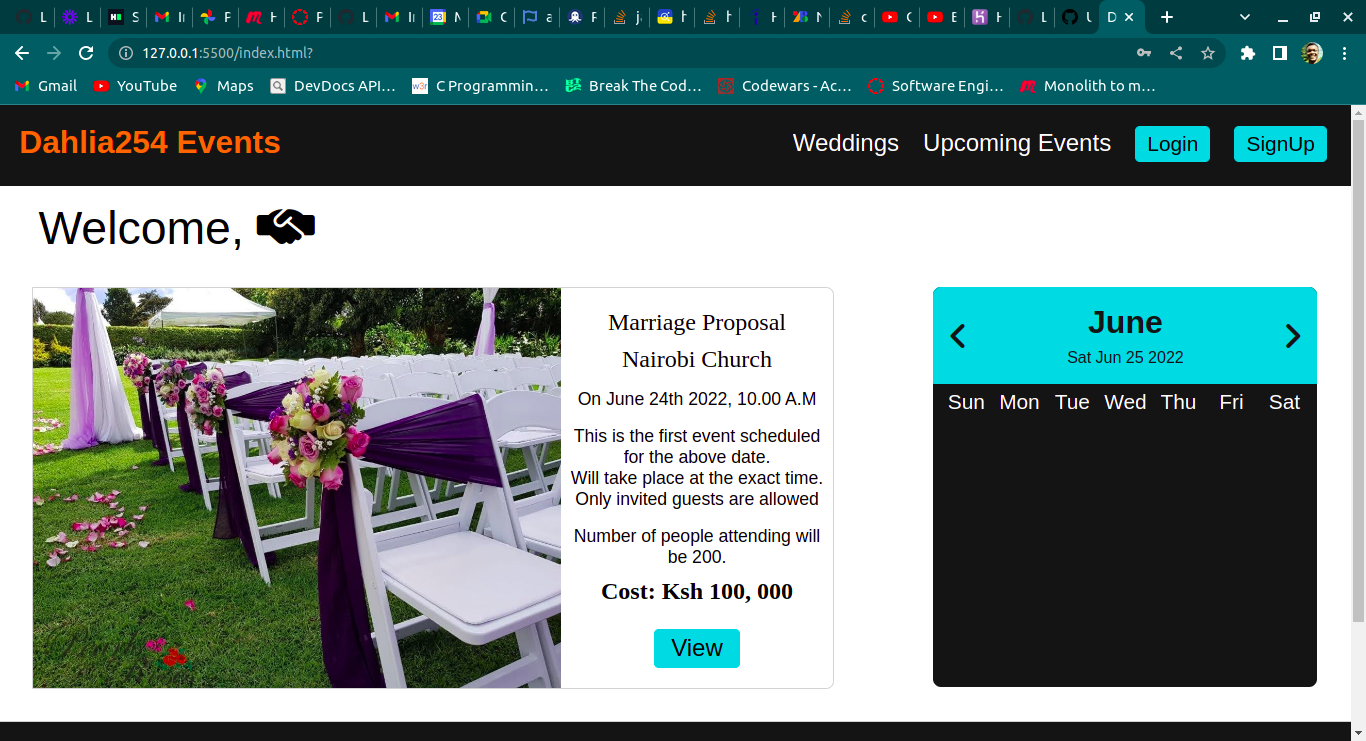 L L S I F H F L I 2 N C a F j h h H N c C E H L U D
127.0.0.1:5500/index.html?
Gmail YouTube Maps DevDocs API... C Programmin... Break The Cod... Codewars - Ac... Software Engi... Monolith to m...
Dahlia254 Events Weddings Upcoming Events Login SignUp
Welcome,
Marriage Proposal
Nairobi Church
On June 24th 2022, 10.00 A.M
This is the first event scheduled
for the above date.
Will take place at the exact time.
Only invited guests are allowed
Number of people attending will
be 200.
Cost: Ksh 100, 000
View
June
Sat Jun 25 2022
Sun Mon Tue Wed Thu Fri Sat